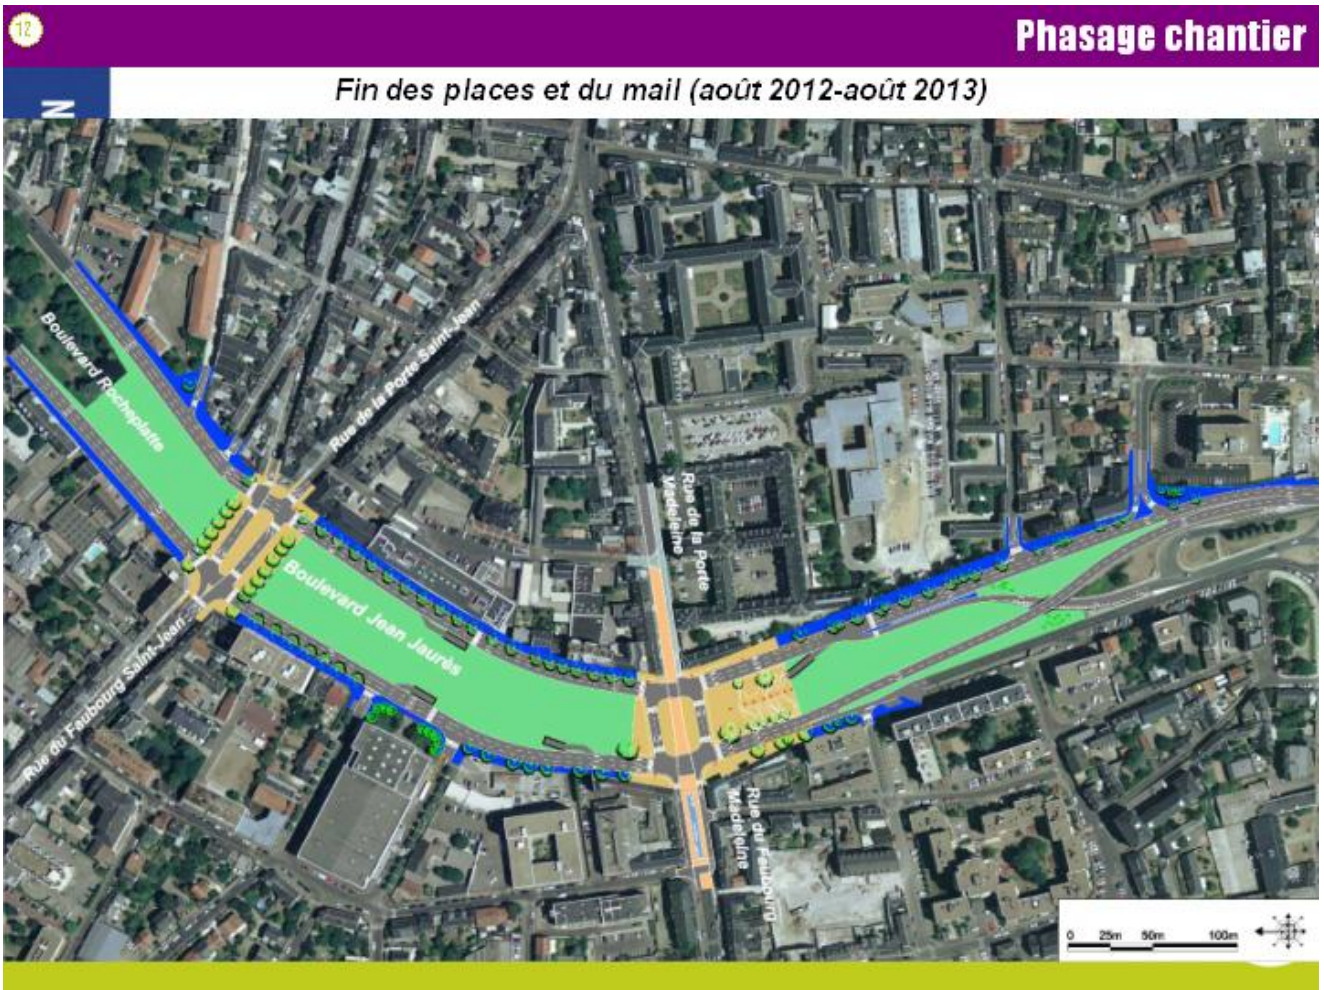 12
Phasage chantier
N
Fin des places et du mail (août 2012-août 2013)
Boulevard Rocheplatte
Rue de la Porte Saint-Jean
Rue de la Porte
Madeleine
Boulevard Jean Jaurès
Rue du Faubourg Saint-Jean
Rue du Faubourg
Madeleine
0 25m 50m 100m